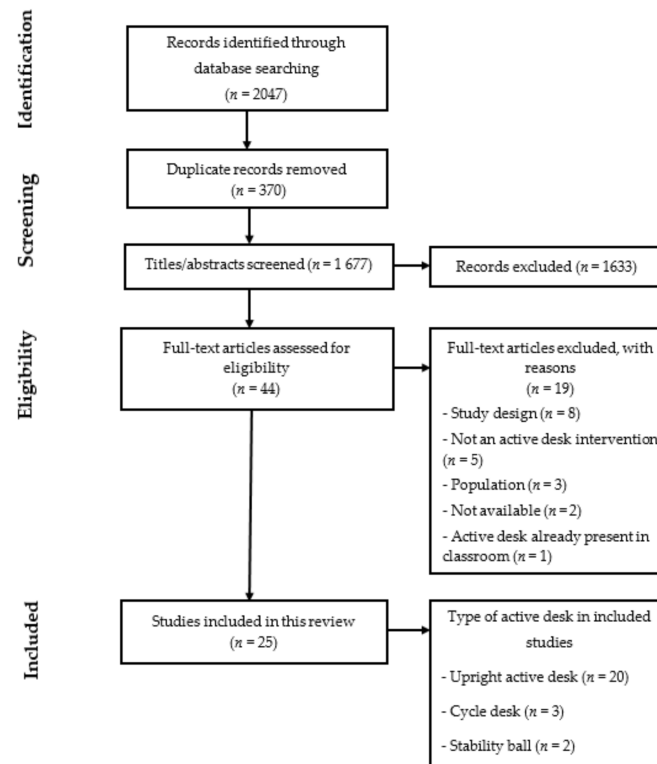 Identification
Records identified through
database searching
(n = 2047)
Screening
Duplicate records removed
(n = 370)
Titles/abstracts screened (n = 1 677)
Records excluded (n = 1633)
Eligibility
Full-text articles assessed for
eligibility
(n = 44)
Full-text articles excluded, with
reasons
(n = 19)
- Study design (n = 8)
- Not an active desk intervention
(n = 5)
- Population (n = 3)
- Not available (n = 2)
- Active desk already present in
classroom (n = 1)
Included
Studies included in this review
(n = 25)
Type of active desk in included
studies
- Upright active desk (n = 20)
- Cycle desk (n = 3)
- Stability ball (n = 2)